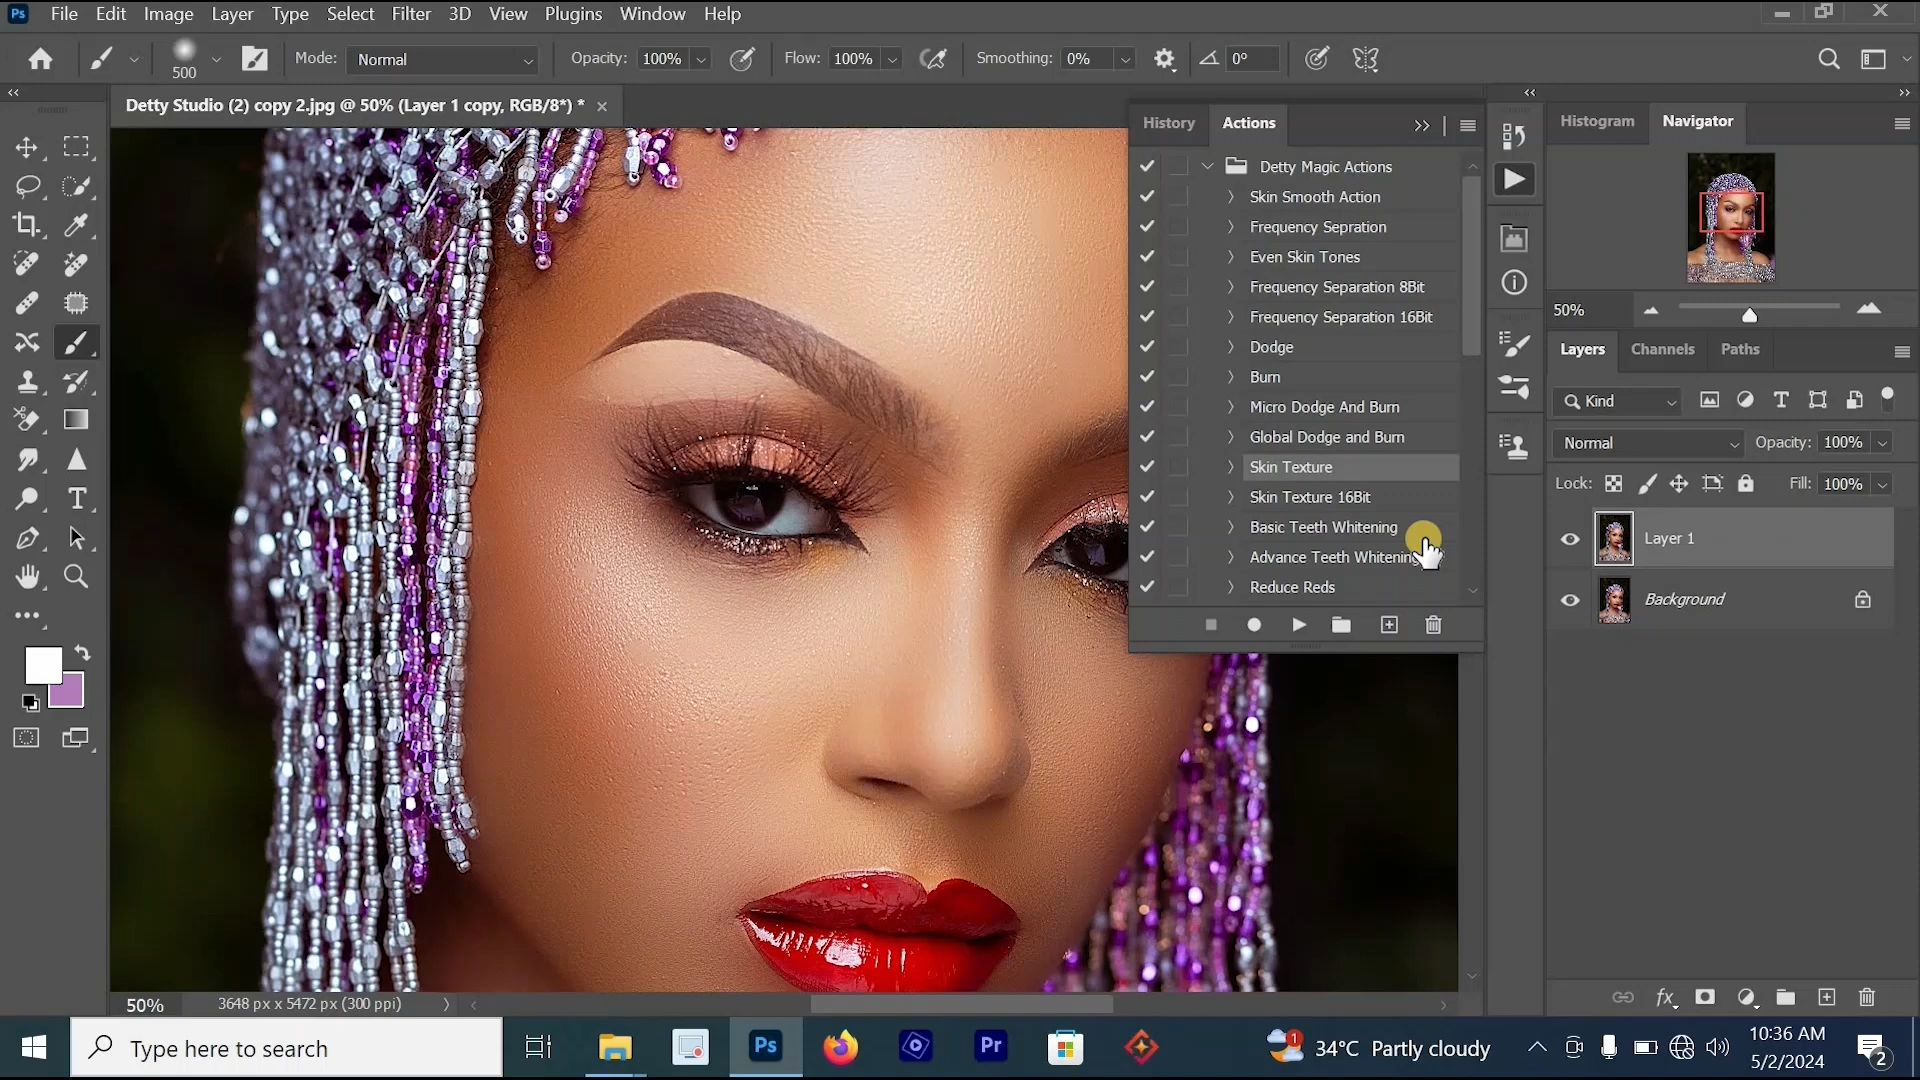 Ps File Edit Image Layer Type Select Filter 3D View Plugins Window Help
500 Mode: Normal Opacity: 100% Flow: 100% Smoothing: 0% 0°
Detty Studio (2) copy 2.jpg @ 50% (Layer 1 copy, RGB/8*) *
History Actions
Detty Magic Actions
Skin Smooth Action
Frequency Sepration
Even Skin Tones
Frequency Separation 8Bit
Frequency Separation 16Bit
Dodge
Burn
Micro Dodge And Burn
Global Dodge and Burn
Skin Texture
Skin Texture 16Bit
Basic Teeth Whitening
Advance Teeth Whitening
Reduce Reds
Histogram Navigator
50%
Layers Channels Paths
Kind
Normal Opacity: 100%
Lock: Fill: 100%
Layer 1
Background
50% 3648 px x 5472 px (300 ppi)
Type here to search
Ps
Pr
1
34°C Partly cloudy
10:36 AM
5/2/2024
2